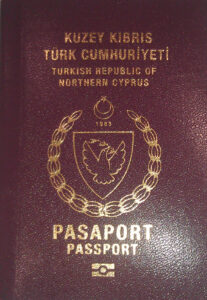 KUZEY KIBRIS
TÜRK CUMHURİYETİ
TURKISH REPUBLIC OF
NORTHERN CYPRUS
1983
PASAPORT
PASSPORT